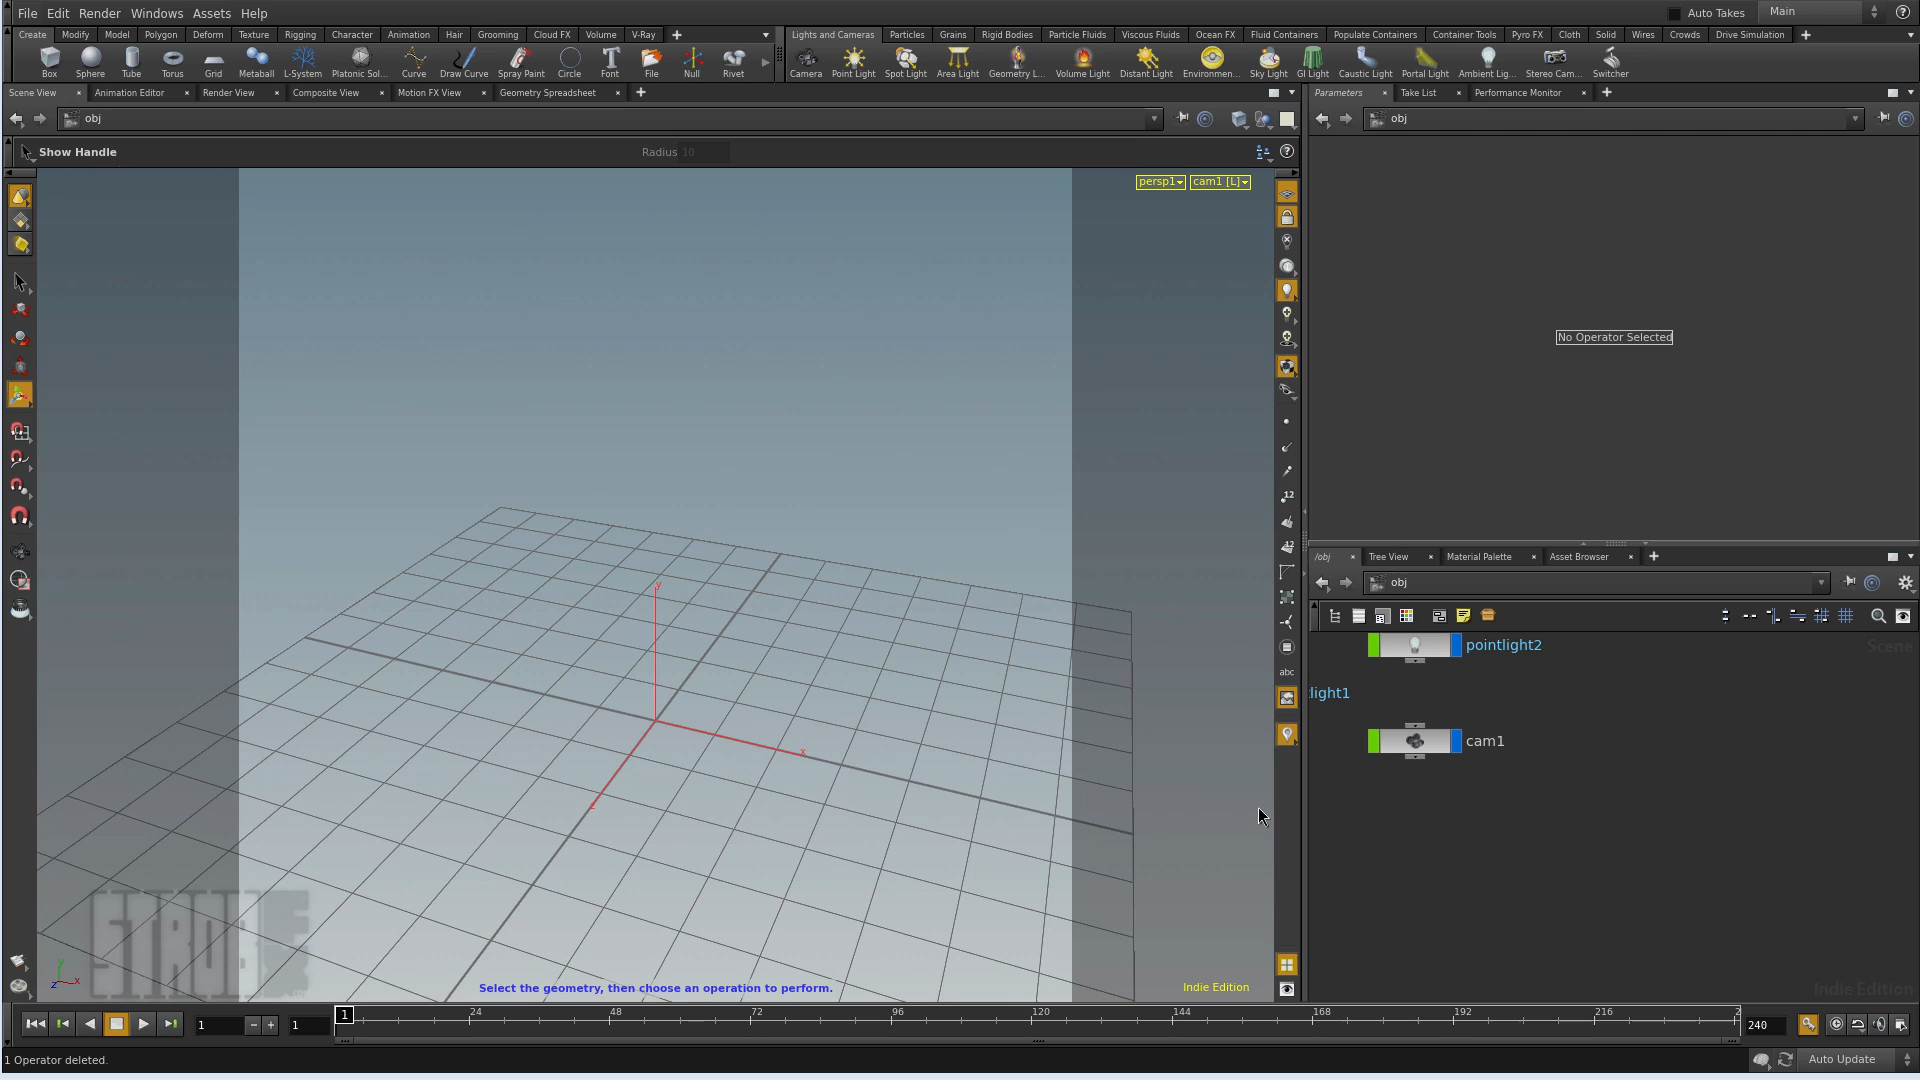 File Edit Render Windows Assets Help
Auto Takes Main
Create Modify Model Polygon Deform Texture Rigging Character Animation Hair Grooming Cloud FX Volume V-Ray
Lights and Cameras Particles Grains Rigid Bodies Particle Fluids Viscous Fluids Ocean FX Fluid Containers Populate Containers Container Tools Pyro FX Cloth Solid Wires Crowds Drive Simulation
Box Sphere Tube Torus Grid Metaball L-System Platonic Sol... Curve Draw Curve Spray Paint Circle Font File Null Rivet
Camera Point Light Spot Light Area Light Geometry L... Volume Light Distant Light Environmen... Sky Light GI Light Caustic Light Portal Light Ambient Lig... Stereo Cam... Switcher
Scene View Animation Editor Render View Composite View Motion FX View Geometry Spreadsheet
Parameters Take List Performance Monitor
obj
obj
Show Handle Radius 10
persp1 cam1 [L]
No Operator Selected
/obj Tree View Material Palette Asset Browser
obj
Scene
pointlight2
light1
cam1
y
x
z
12
12
abc
STROBE
y
z x
Select the geometry, then choose an operation to perform.
Indie Edition
Indie Edition
1 1 1 24 48 72 96 120 144 168 192 216 2 240
1 Operator deleted.
Auto Update